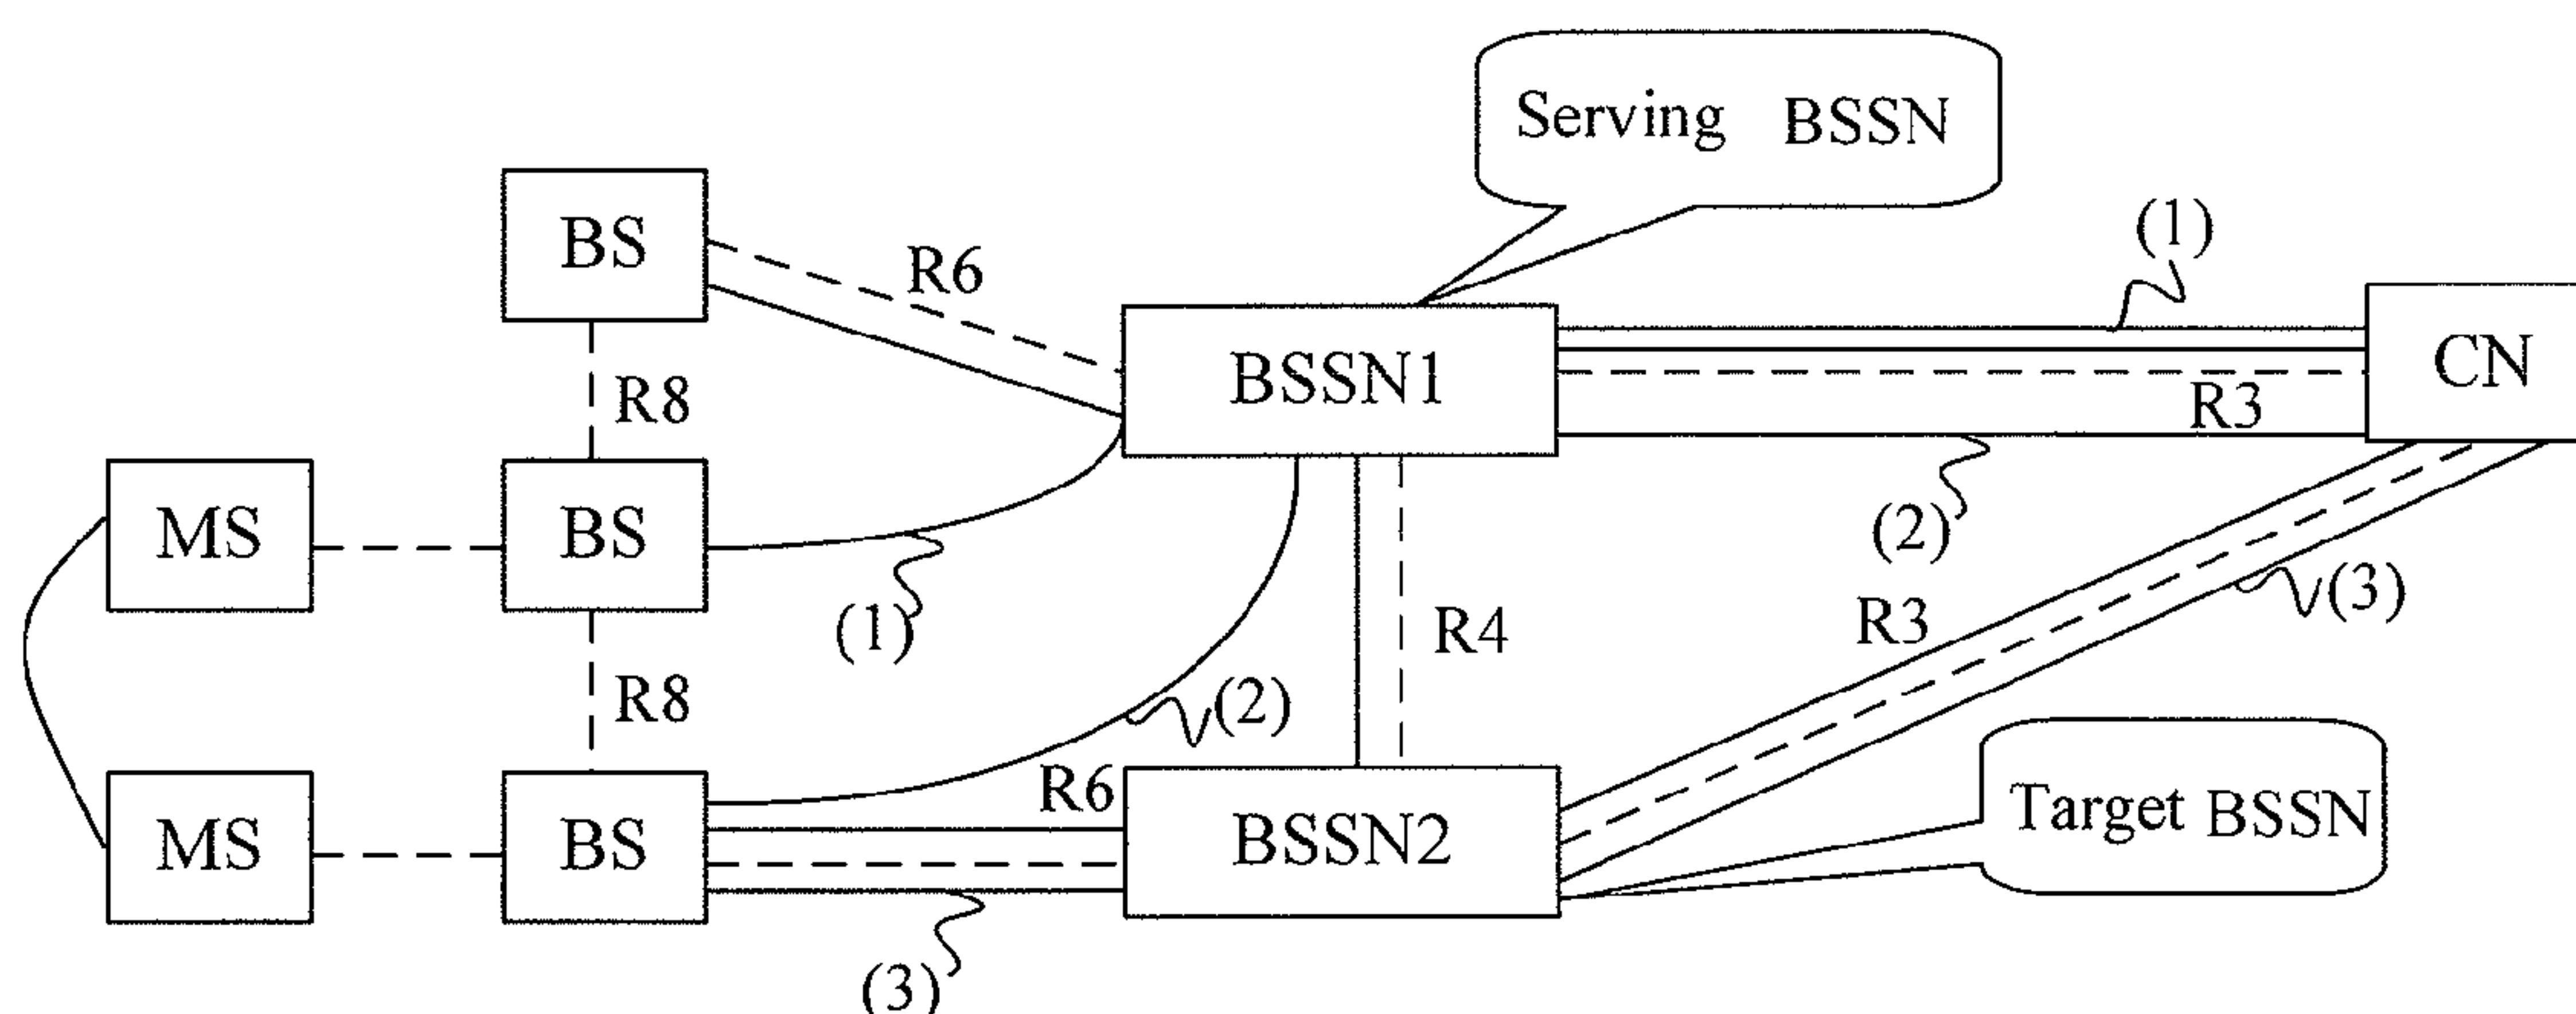 Serving BSSN
(1)
BS
R6
BSSN1
CN
R3
R8
MS
BS
(2)
(1)
R4
R3
(3)
R8
(2)
R6
Target BSSN
MS
BS
BSSN2
(3)